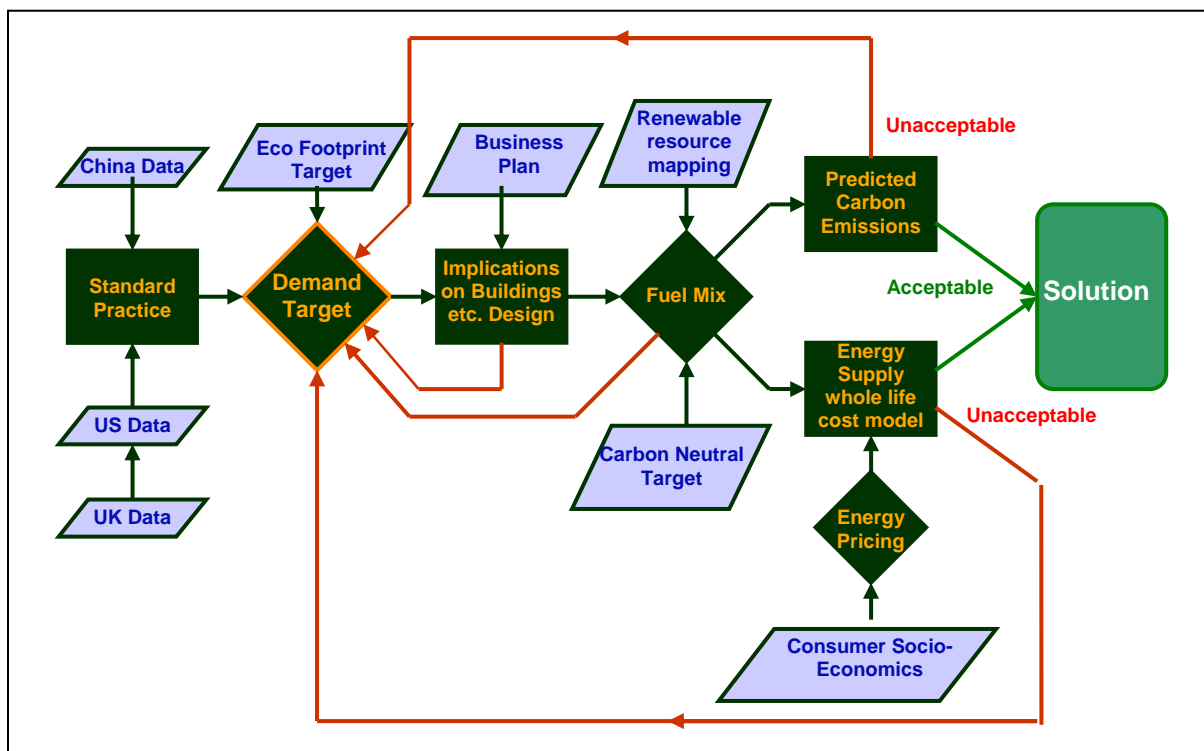 Unacceptable
Renewable
resource
mapping
Eco Footprint
Target
Business
Plan
China Data
Predicted
Carbon
Emissions
Standard
Practice
Demand
Target
Implications
on Buildings
etc. Design
Fuel Mix
Acceptable
Solution
Energy
Supply
whole life
cost model
Unacceptable
US Data
Carbon Neutral
Target
UK Data
Energy
Pricing
Consumer Socio-
Economics